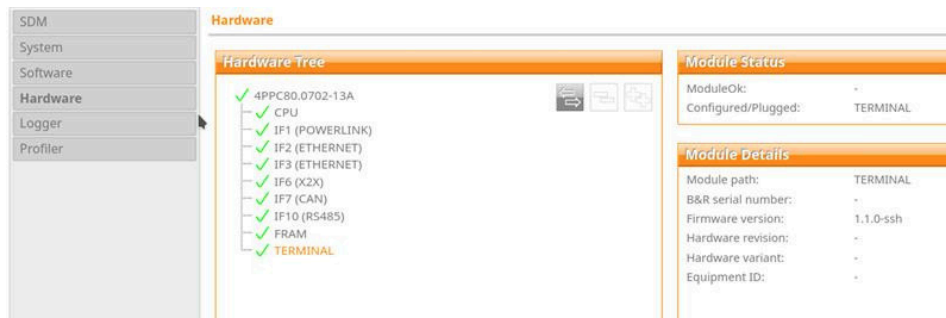 SDM
System
Software
Hardware
Logger
Profiler
Hardware
Hardware Tree
4PPC80.0702-13A
CPU
IF1 (POWERLINK)
IF2 (ETHERNET)
IF3 (ETHERNET)
IF6 (X2X)
IF7 (CAN)
IF10 (RS485)
FRAM
TERMINAL
Module Status
ModuleOk: -
Configured/Plugged: TERMINAL
Module Details
Module path: TERMINAL
B&R serial number: -
Firmware version: 1.1.0-ssh
Hardware revision: -
Hardware variant: -
Equipment ID: -